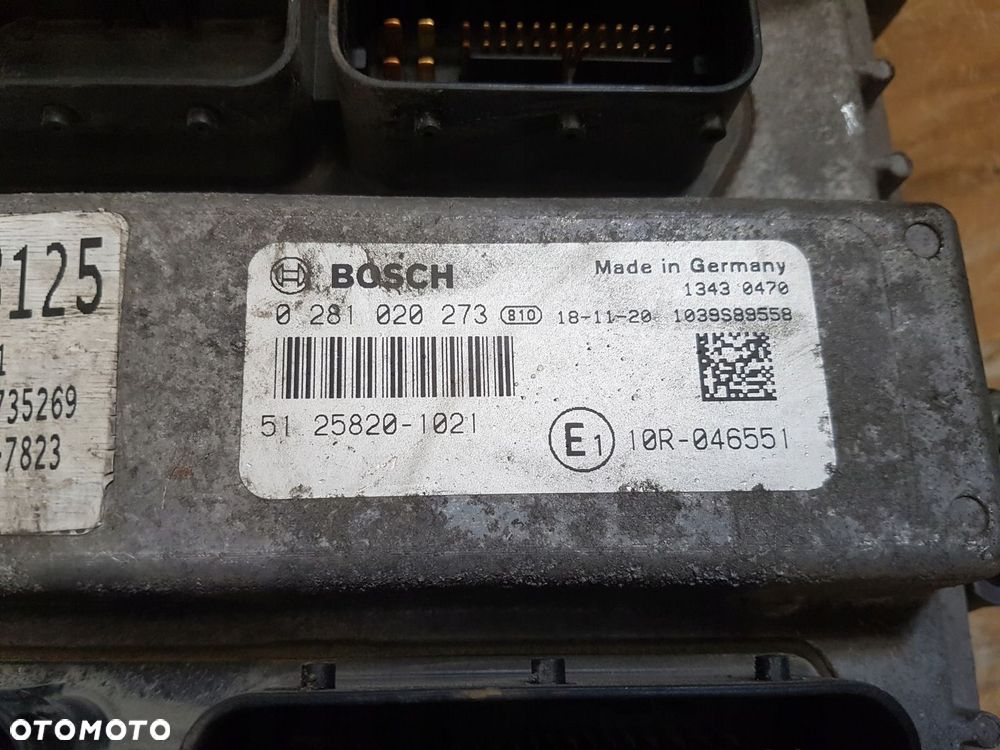 125
1
735269
-7823
BOSCH
Made in Germany
1343 0470
0 281 020 273 810 18-11-20 1039S89558
51 25820-1021
E1 10R-046551
OTOMOTO